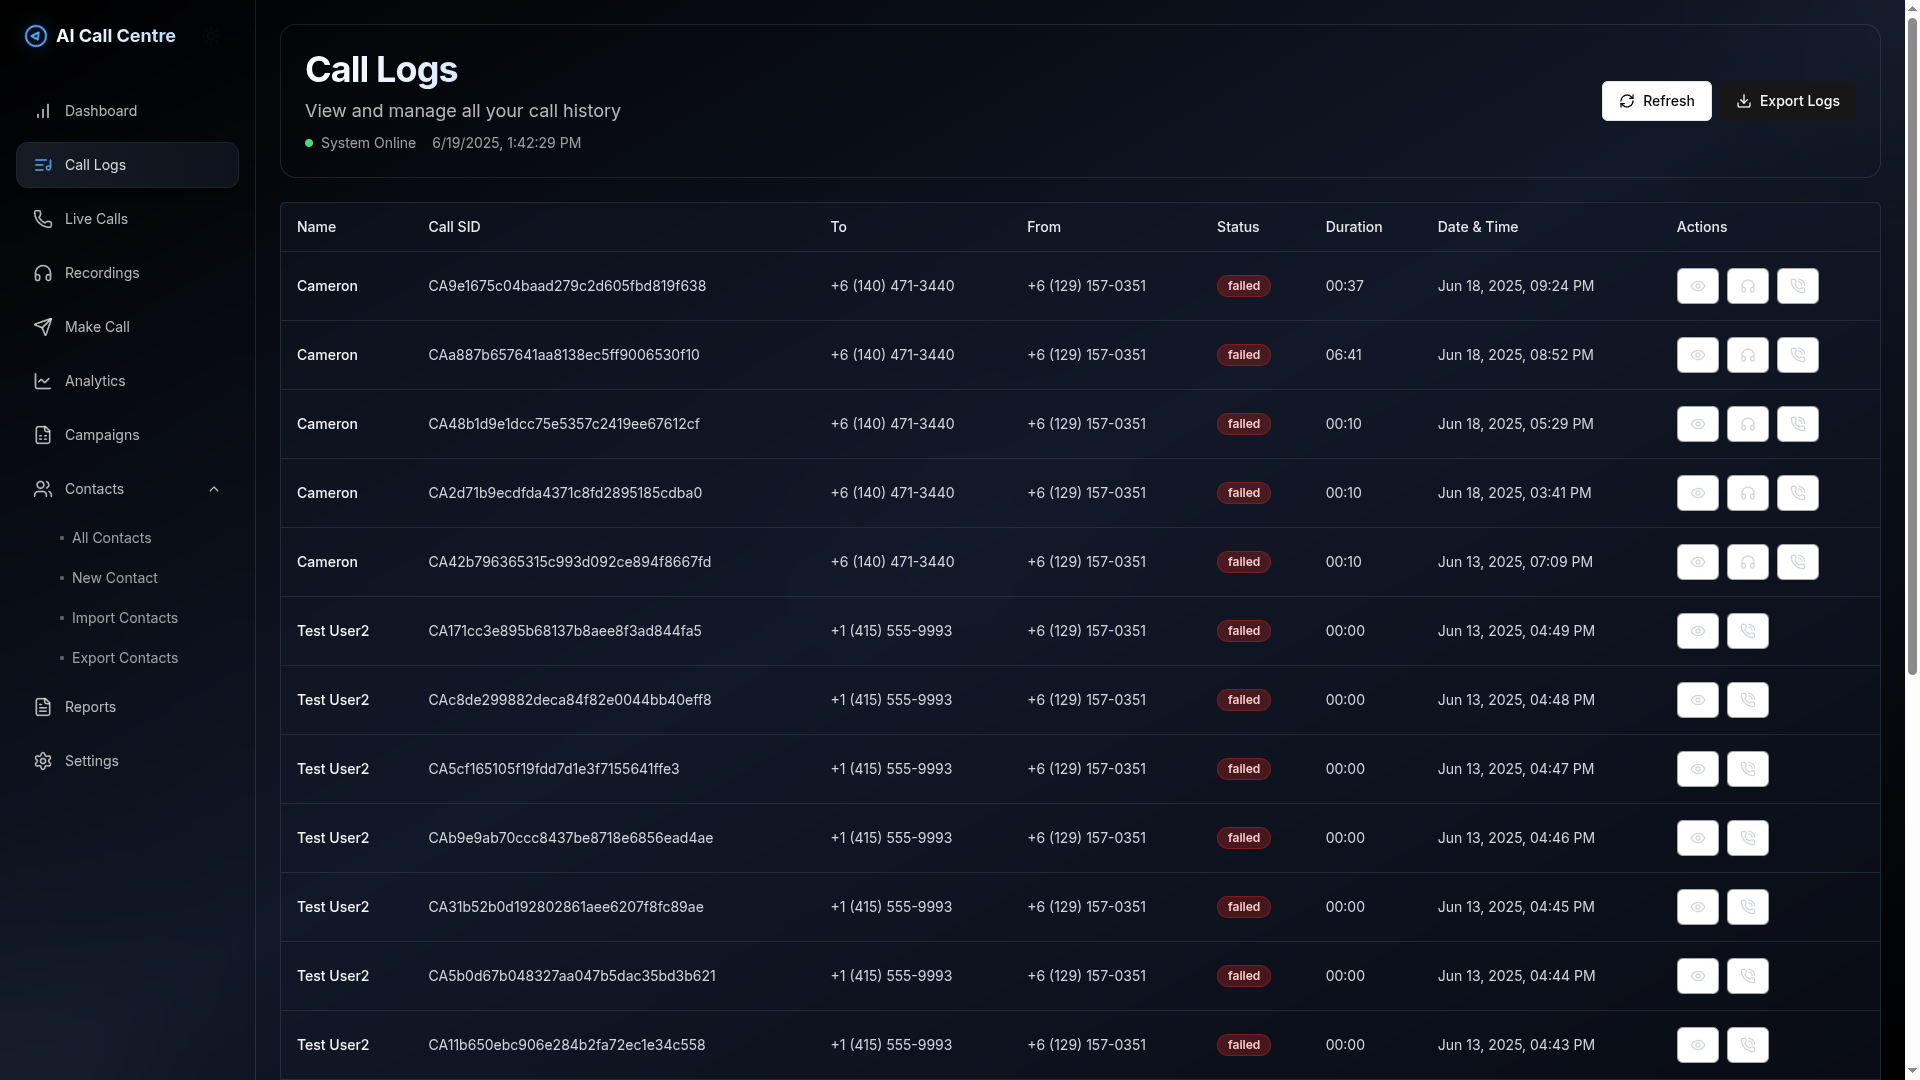 AI Call Centre
Dashboard
Call Logs
Live Calls
Recordings
Make Call
Analytics
Campaigns
Contacts
All Contacts
New Contact
Import Contacts
Export Contacts
Reports
Settings
Call Logs
View and manage all your call history
System Online 6/19/2025, 1:42:29 PM
Refresh Export Logs
Name Call SID To From Status Duration Date & Time Actions
Cameron CA9e1675c04baad279c2d605fbd819f638 +6 (140) 471-3440 +6 (129) 157-0351 failed 00:37 Jun 18, 2025, 09:24 PM
Cameron CAa887b657641aa8138ec5ff9006530f10 +6 (140) 471-3440 +6 (129) 157-0351 failed 06:41 Jun 18, 2025, 08:52 PM
Cameron CA48b1d9e1dcc75e5357c2419ee67612cf +6 (140) 471-3440 +6 (129) 157-0351 failed 00:10 Jun 18, 2025, 05:29 PM
Cameron CA2d71b9ecdfda4371c8fd2895185cdba0 +6 (140) 471-3440 +6 (129) 157-0351 failed 00:10 Jun 18, 2025, 03:41 PM
Cameron CA42b796365315c993d092ce894f8667fd +6 (140) 471-3440 +6 (129) 157-0351 failed 00:10 Jun 13, 2025, 07:09 PM
Test User2 CA171cc3e895b68137b8aee8f3ad844fa5 +1 (415) 555-9993 +6 (129) 157-0351 failed 00:00 Jun 13, 2025, 04:49 PM
Test User2 CAc8de299882deca84f82e0044bb40eff8 +1 (415) 555-9993 +6 (129) 157-0351 failed 00:00 Jun 13, 2025, 04:48 PM
Test User2 CA5cf165105f19fdd7d1e3f7155641ffe3 +1 (415) 555-9993 +6 (129) 157-0351 failed 00:00 Jun 13, 2025, 04:47 PM
Test User2 CAb9e9ab70ccc8437be8718e6856ead4ae +1 (415) 555-9993 +6 (129) 157-0351 failed 00:00 Jun 13, 2025, 04:46 PM
Test User2 CA31b52b0d192802861aee6207f8fc89ae +1 (415) 555-9993 +6 (129) 157-0351 failed 00:00 Jun 13, 2025, 04:45 PM
Test User2 CA5b0d67b048327aa047b5dac35bd3b621 +1 (415) 555-9993 +6 (129) 157-0351 failed 00:00 Jun 13, 2025, 04:44 PM
Test User2 CA11b650ebc906e284b2fa72ec1e34c558 +1 (415) 555-9993 +6 (129) 157-0351 failed 00:00 Jun 13, 2025, 04:43 PM